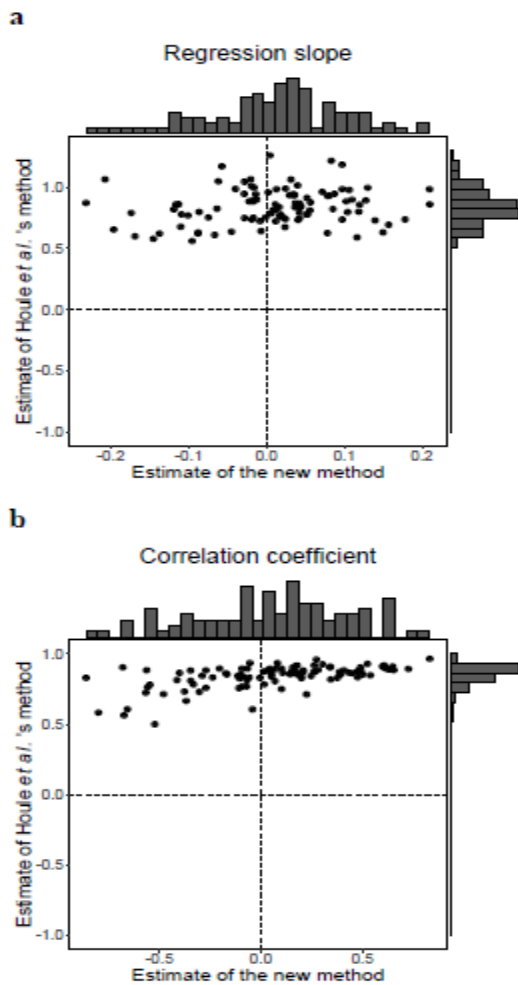 a
Regression slope
Estimate of Houle et al. 's method
1.0
0.5
0.0
-0.5
-1.0
-0.2 -0.1 0.0 0.1 0.2
Estimate of the new method
b
Correlation coefficient
Estimate of Houle et al. 's method
1.0
0.5
0.0
-0.5
-1.0
-0.5 0.0 0.5
Estimate of the new method